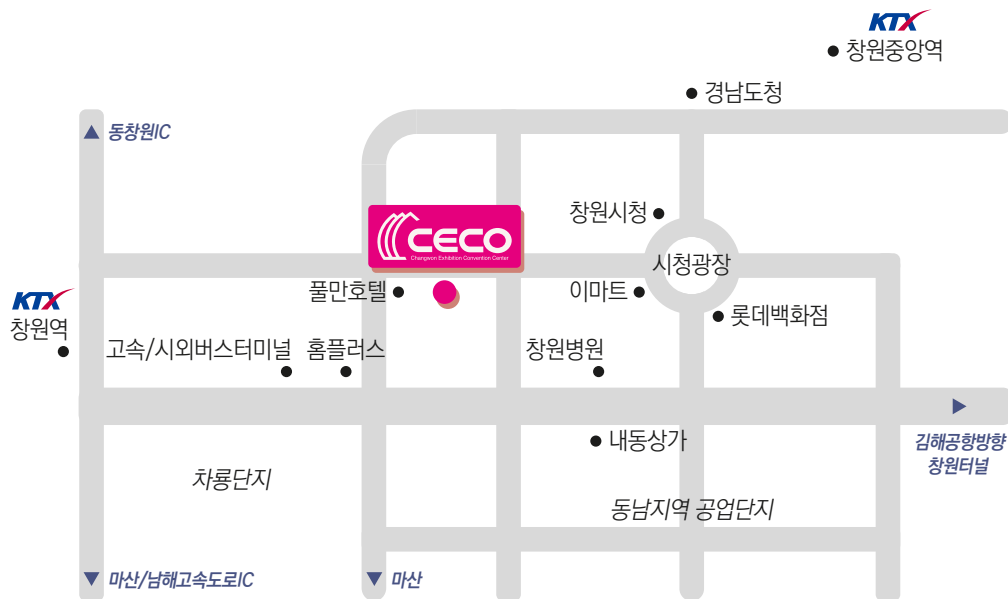 KTX
창원중앙역
경남도청
동창원IC
창원시청
CECO
Changwon Exhibition Convention Center
시청광장
풀만호텔
이마트
KTX
창원역
롯데백화점
고속/시외버스터미널
홈플러스
창원병원
내동상가
김해공항방향
창원터널
차룡단지
동남지역 공업단지
마산/남해고속도로IC
마산